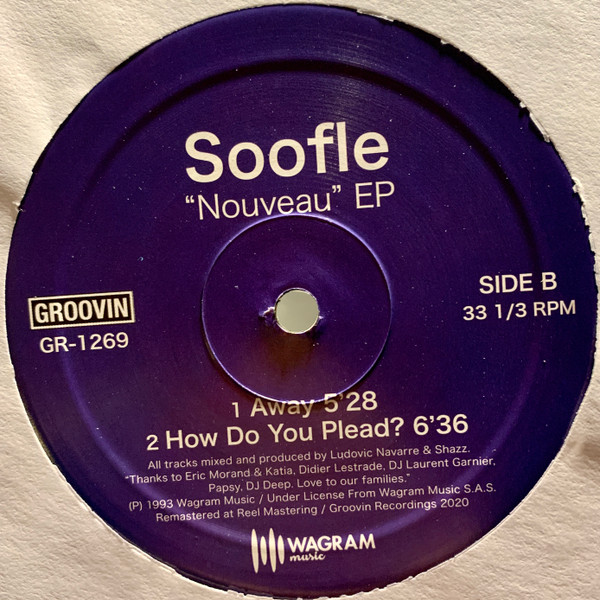 Soofle
“Nouveau” EP
SIDE B
33 1/3 RPM
GROOVIN
GR-1269
1 Away 5'28
2 How Do You Plead? 6'36
All tracks mixed and produced by Ludovic Navarre & Shazz.
"Thanks to Eric Morand & Katia, Didier Lestrade, DJ Laurent Garnier,
Papsy, DJ Deep. Love to our families."
(P) 1993 Wagram Music / Under License From Wagram Music S.A.S.
Remastered at Reel Mastering / Groovin Recordings 2020
WAGRAM
music